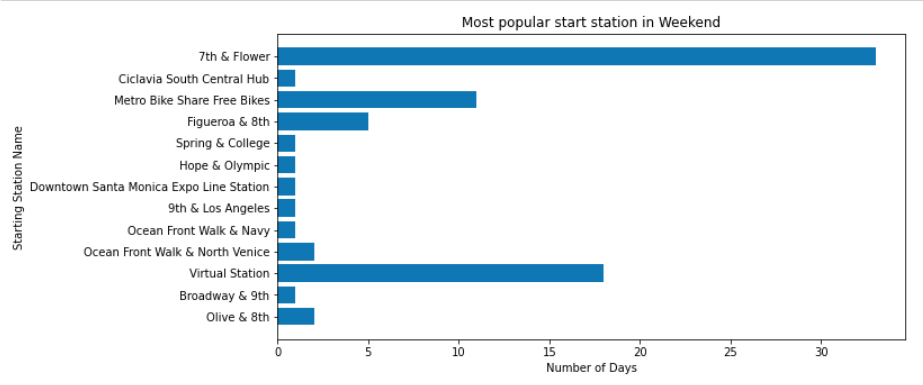 Most popular start station in Weekend
Starting Station Name
7th & Flower
Ciclavia South Central Hub
Metro Bike Share Free Bikes
Figueroa & 8th
Spring & College
Hope & Olympic
Downtown Santa Monica Expo Line Station
9th & Los Angeles
Ocean Front Walk & Navy
Ocean Front Walk & North Venice
Virtual Station
Broadway & 9th
Olive & 8th
0 5 10 15 20 25 30
Number of Days